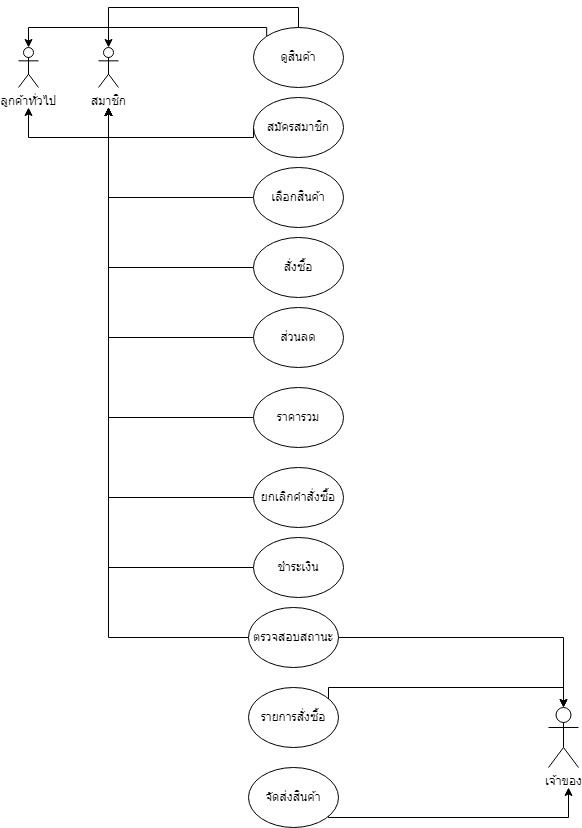 ดูสินค้า
ลูกค้าทั่วไป
สมาชิก
สมัครสมาชิก
เลือกสินค้า
สั่งซื้อ
ส่วนลด
ราคารวม
ยกเลิกคำสั่งซื้อ
ชำระเงิน
ตรวจสอบสถานะ
รายการสั่งซื้อ
เจ้าของ
จัดส่งสินค้า